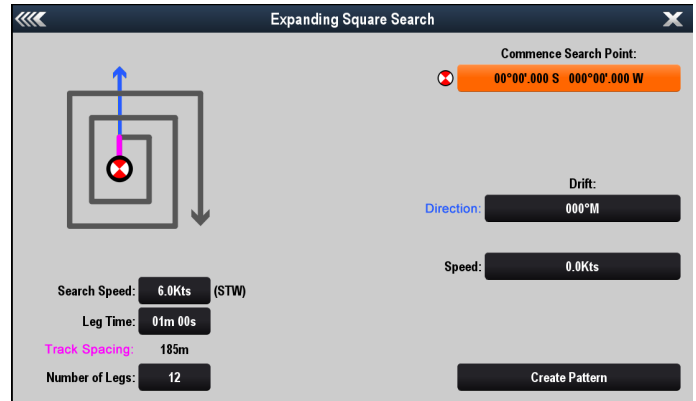 Expanding Square Search
Commence Search Point:
00°00'.000 S 000°00'.000 W
Drift:
Direction: 000°M
Speed: 0.0Kts
Search Speed: 6.0Kts (STW)
Leg Time: 01m 00s
Track Spacing: 185m
Number of Legs: 12
Create Pattern